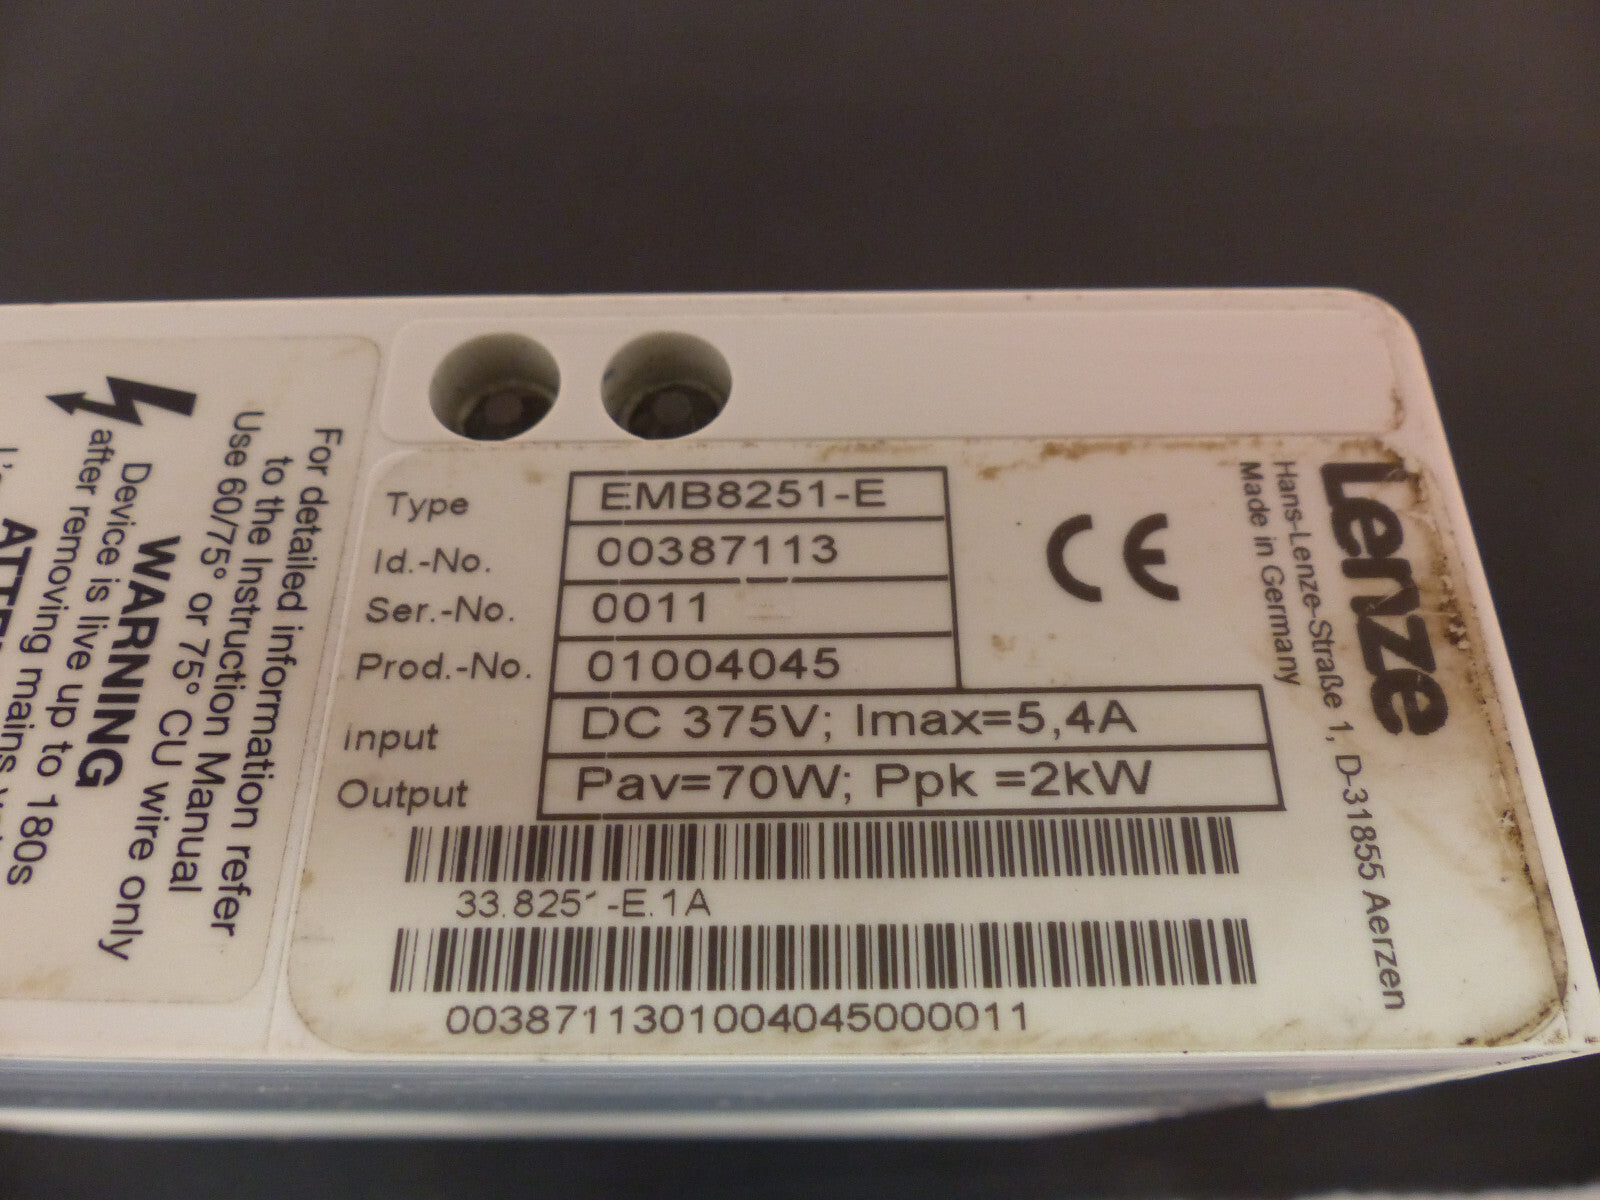 Type EMB8251-E
Id.-No. 00387113
Ser.-No. 0011
Prod.-No. 01004045
input DC 375V; Imax=5,4A
Output Pav=70W; Ppk =2kW
33.8251-E.1A
0038711301004045000011
CE
Lenze
Hans-Lenze-Straße 1, D-31855 Aerzen
Made in Germany
For detailed information refer
to the Instruction Manual
Use 60/75° or 75° CU wire only
WARNING
Device is live up to 180s
after removing mains